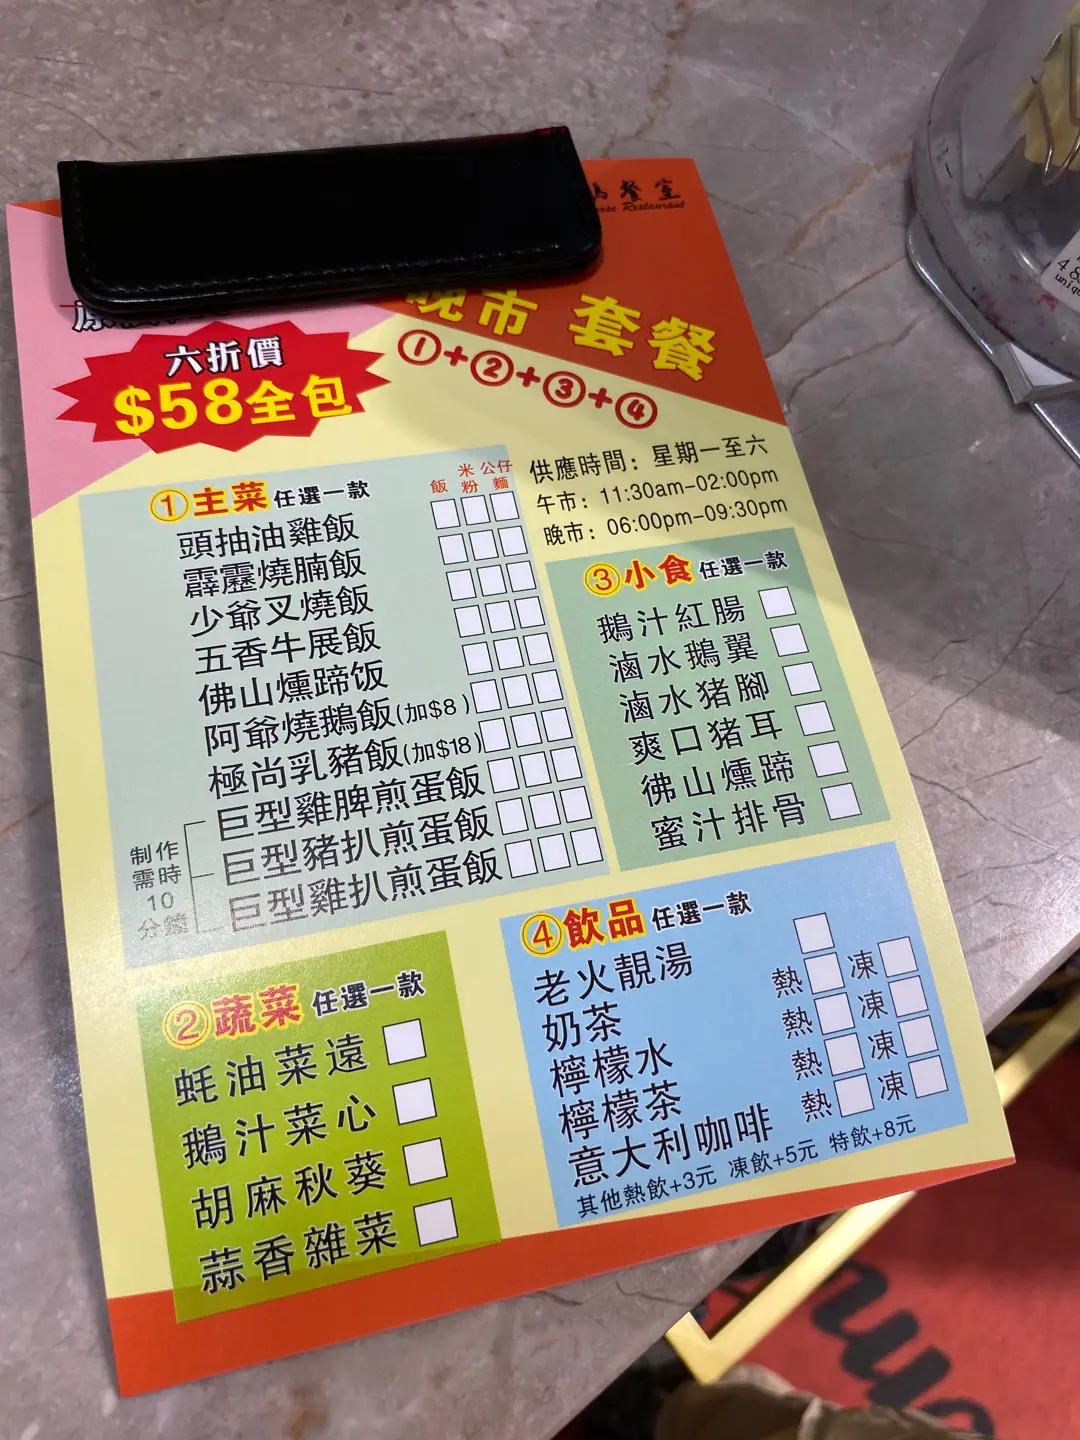 餐室
Restaurant
晚市 套餐
①+②+③+④
六折價
$58全包
供應時間：星期一至六
午市：11:30am-02:00pm
晚市：06:00pm-09:30pm
①主菜 任選一款
飯 米粉 公仔麵
頭抽油雞飯
霹靂燒腩飯
少爺叉燒飯
五香牛展飯
佛山燻蹄饭
阿爺燒鵝飯(加$8)
極尚乳豬飯(加$18)
巨型雞脾煎蛋飯
巨型豬扒煎蛋飯
巨型雞扒煎蛋飯
制作需時10分鐘
②蔬菜 任選一款
蚝油菜遠
鵝汁菜心
胡麻秋葵
蒜香雜菜
③小食 任選一款
鵝汁紅腸
滷水鵝翼
滷水猪腳
爽口猪耳
彿山燻蹄
蜜汁排骨
④飲品 任選一款
老火靚湯
奶茶 熱 凍
檸檬水 熱 凍
檸檬茶 熱 凍
意大利咖啡 熱 凍
其他熱飲+3元 凍飲+5元 特飲+8元